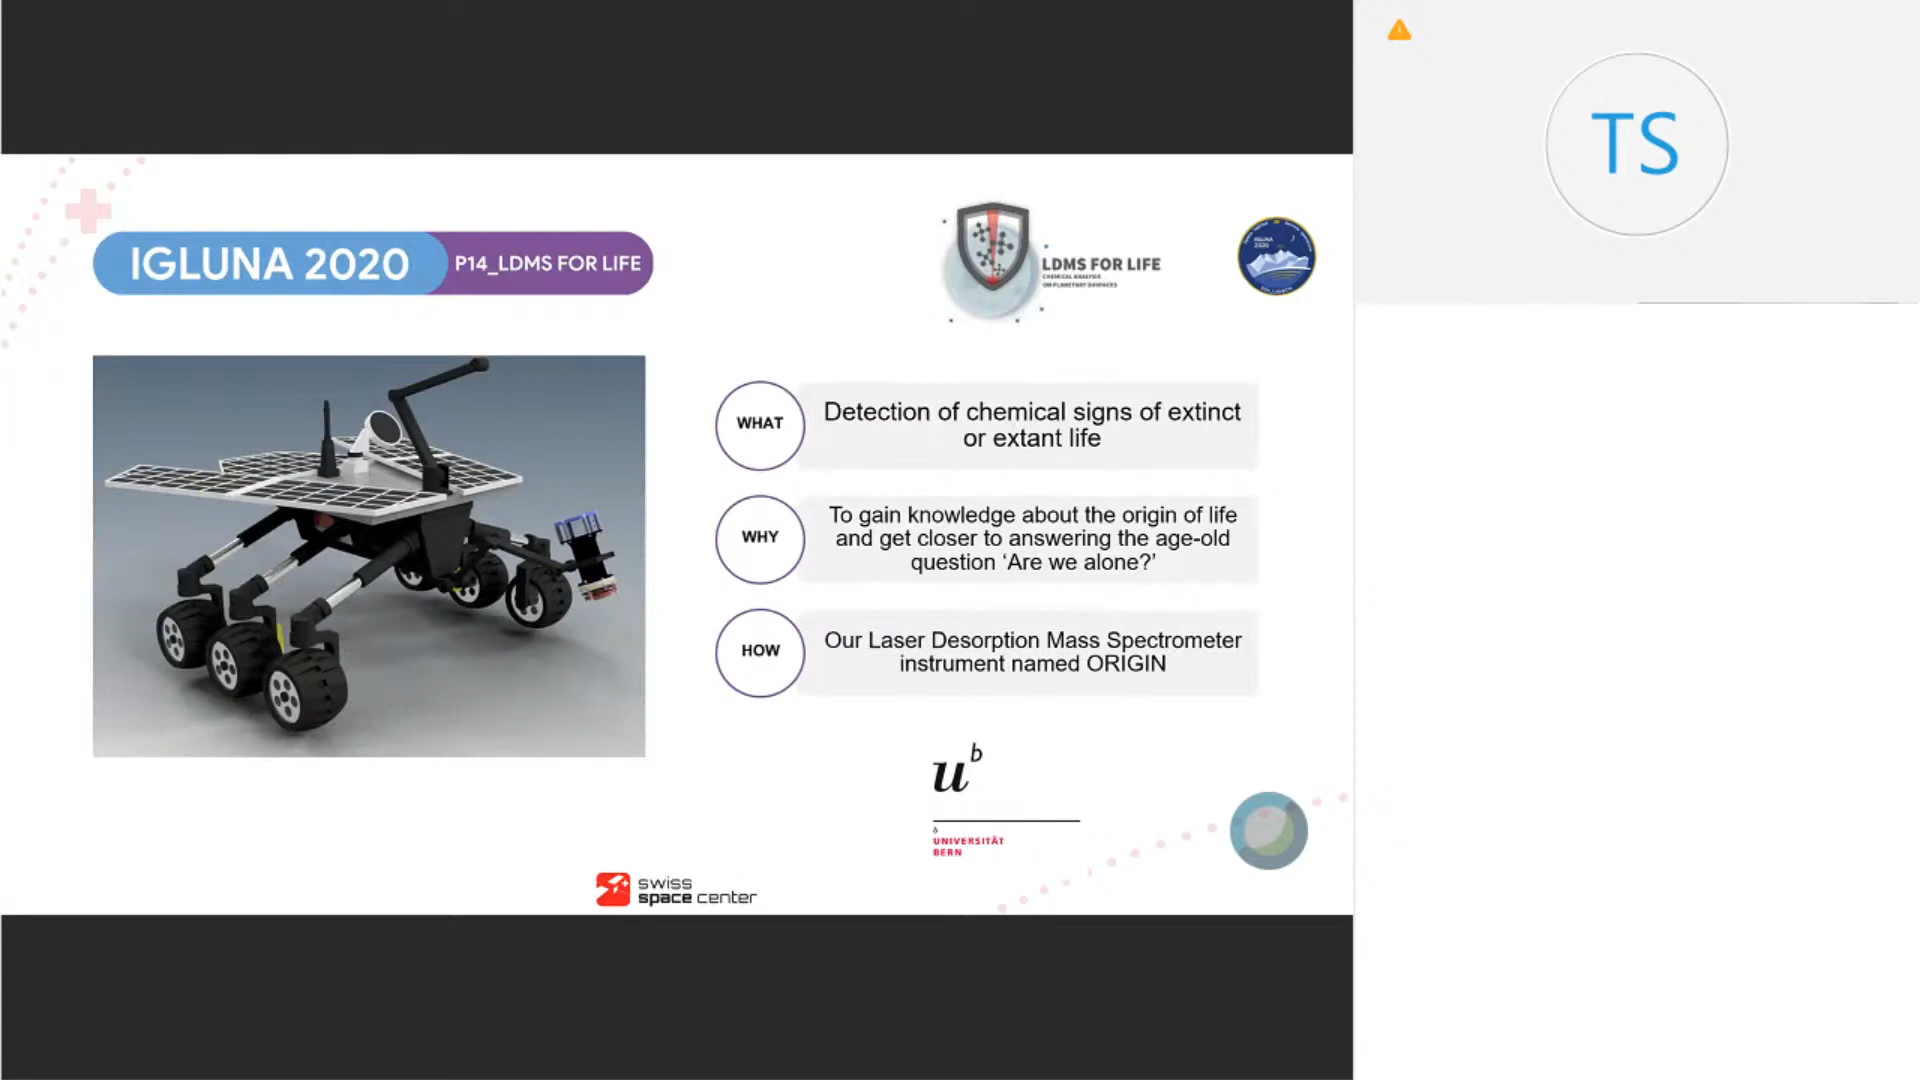 TS
IGLUNA 2020
P14_LDMS FOR LIFE
LDMS FOR LIFE
CHEMICAL ANALYSIS
ON PLANETARY SURFACES
IGLUNA
2020
WHAT
Detection of chemical signs of extinct
or extant life
WHY
To gain knowledge about the origin of life
and get closer to answering the age-old
question ‘Are we alone?’
HOW
Our Laser Desorption Mass Spectrometer
instrument named ORIGIN
u b
b
UNIVERSITÄT
BERN
swiss
space center